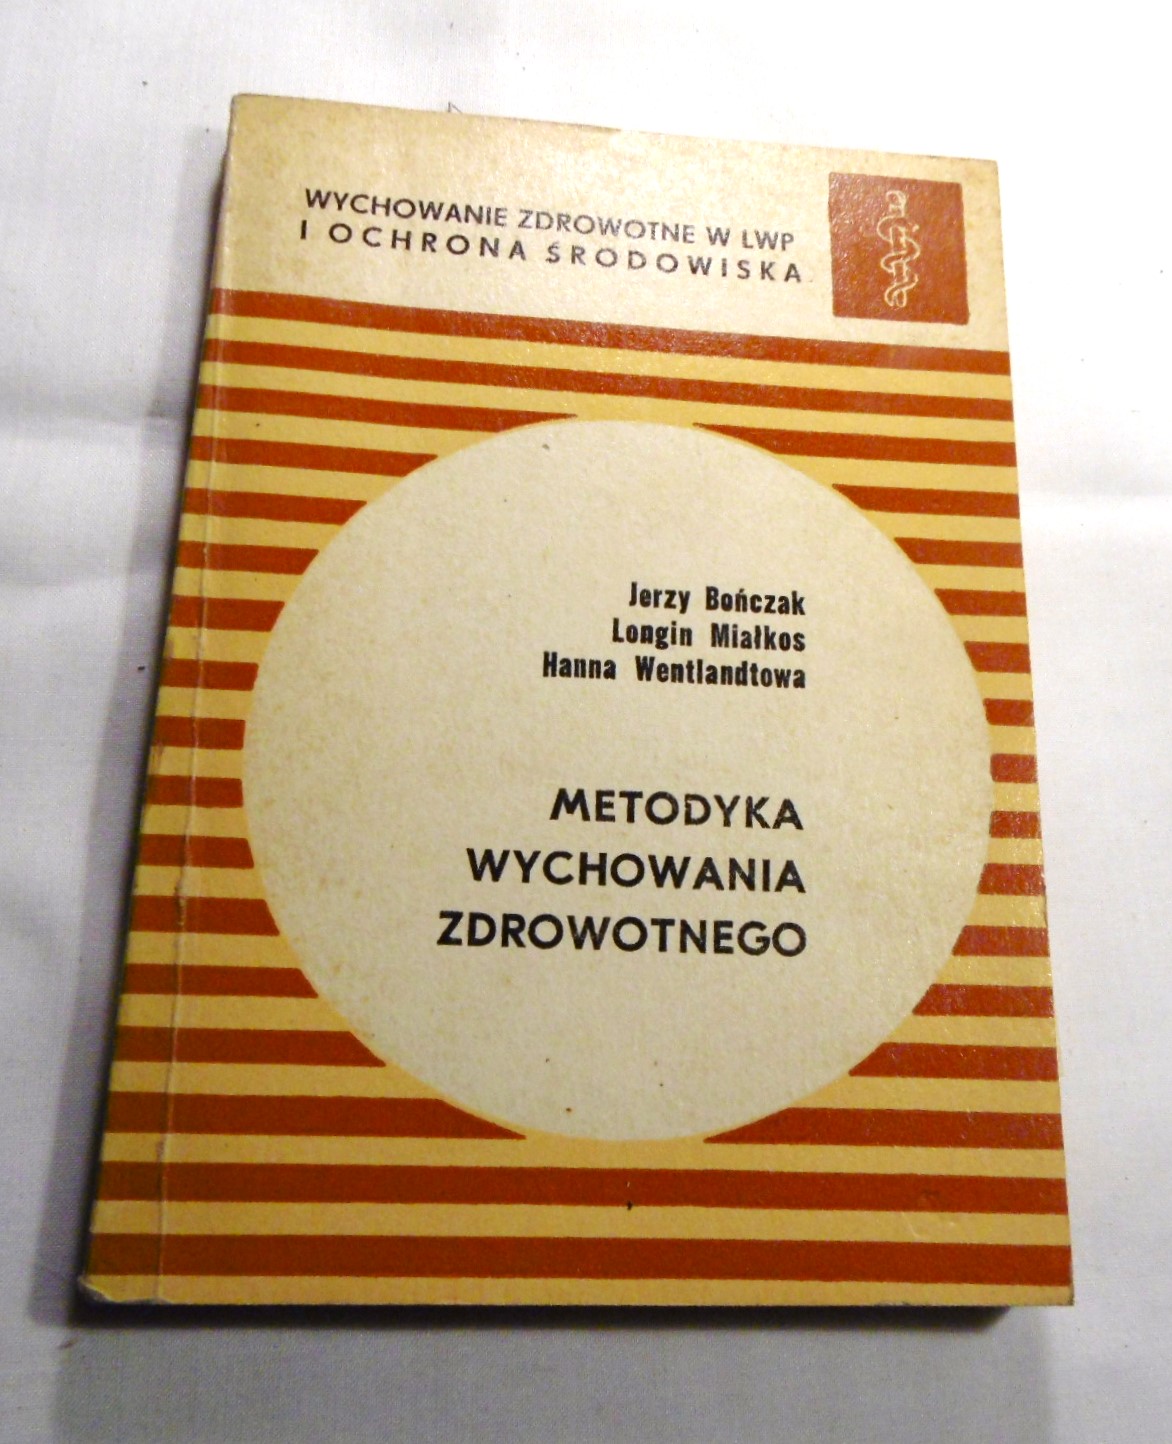 WYCHOWANIE ZDROWOTNE W LWP
I OCHRONA ŚRODOWISKA
Jerzy Bończak
Longin Miałkos
Hanna Wentlandtowa
METODYKA
WYCHOWANIA
ZDROWOTNEGO